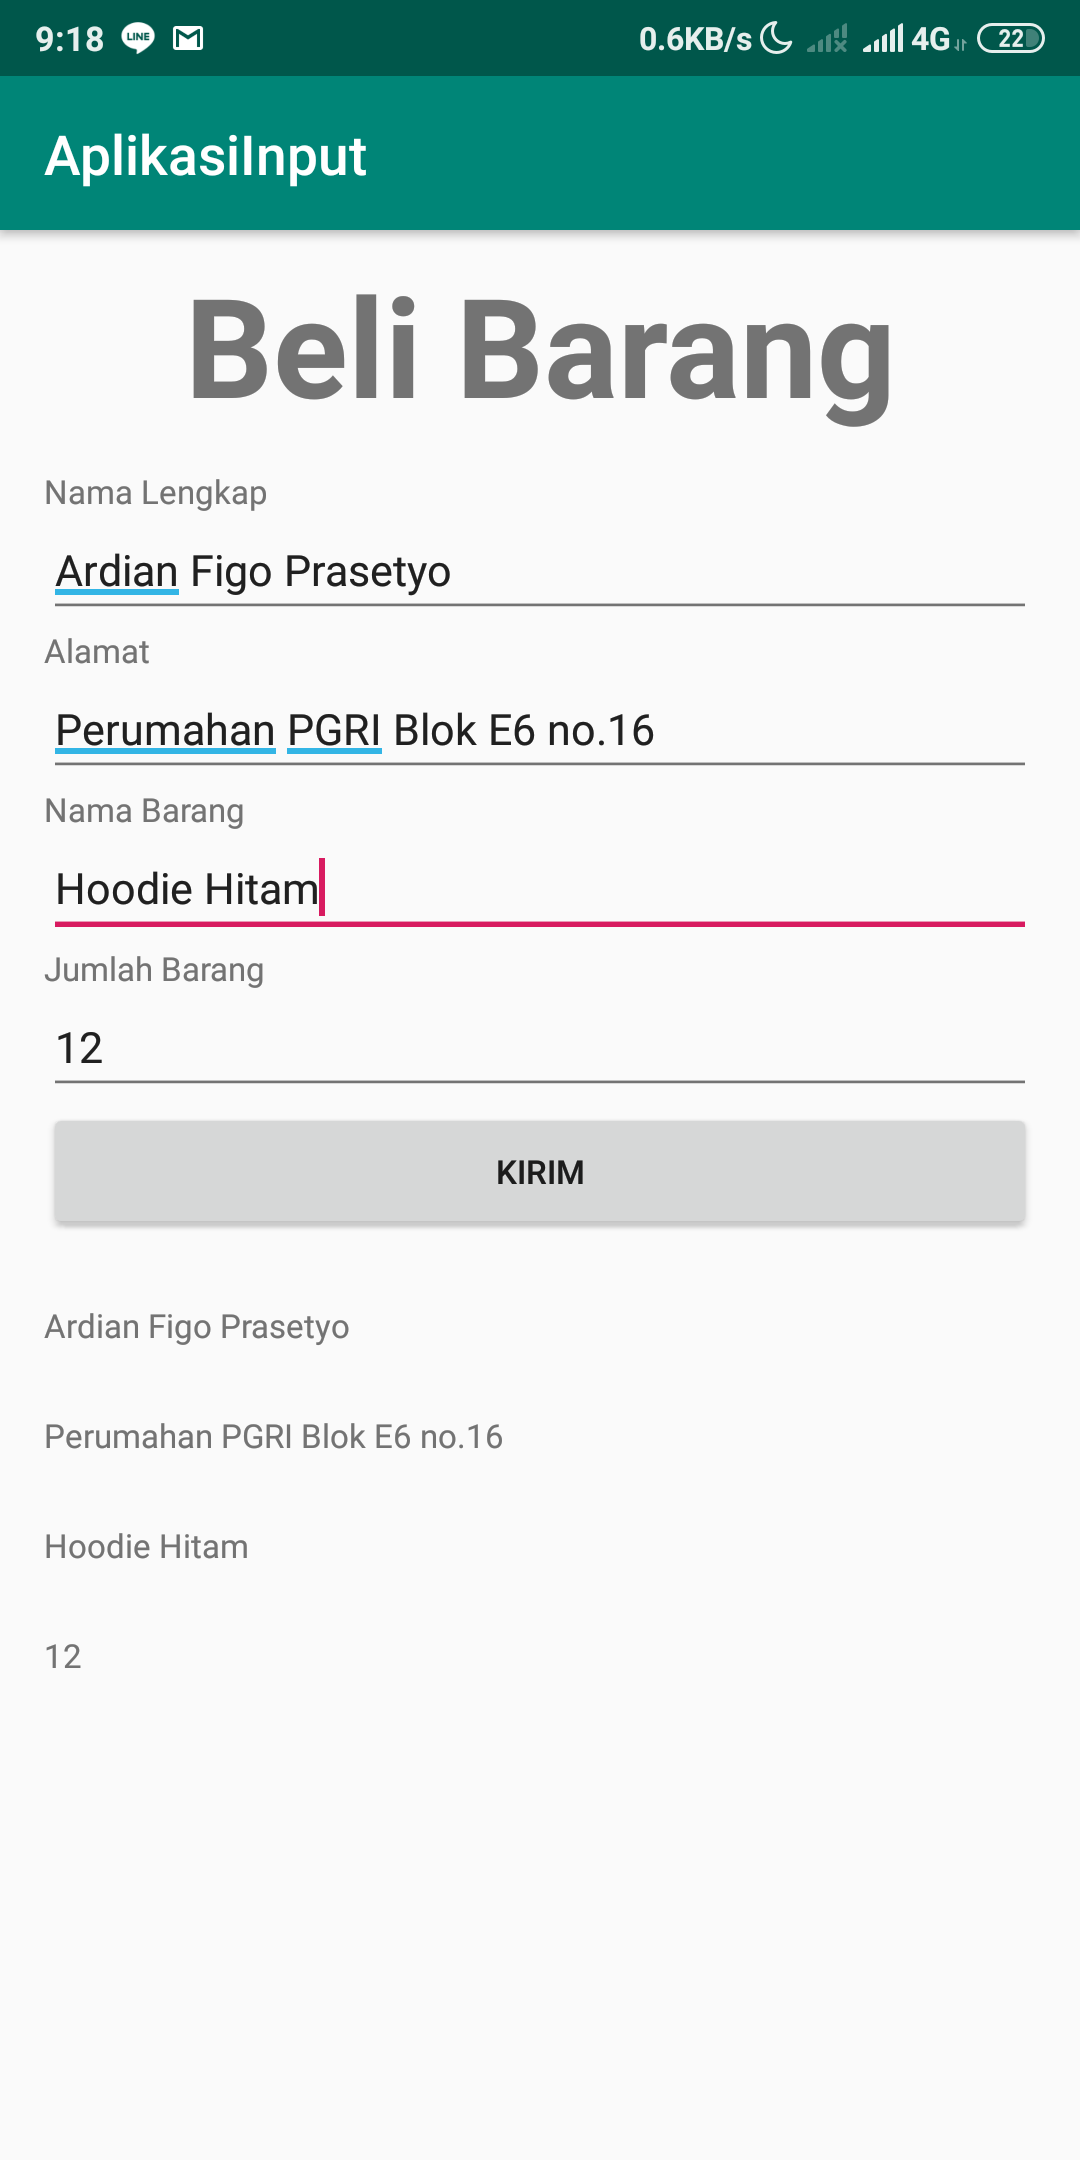 9:18 LINE 0.6KB/s 4G 22
AplikasiInput
Beli Barang
Nama Lengkap
Ardian Figo Prasetyo
Alamat
Perumahan PGRI Blok E6 no.16
Nama Barang
Hoodie Hitam
Jumlah Barang
12
KIRIM
Ardian Figo Prasetyo
Perumahan PGRI Blok E6 no.16
Hoodie Hitam
12